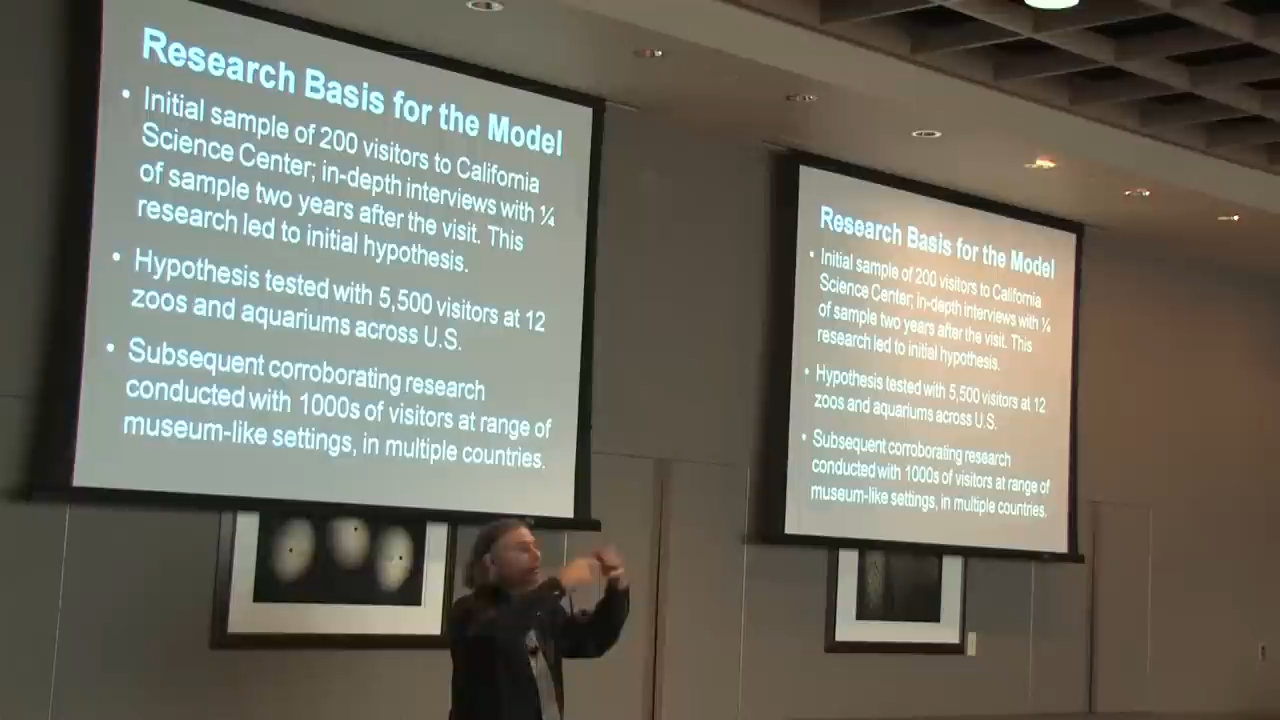 Research Basis for the Model
• Initial sample of 200 visitors to California
Science Center; in-depth interviews with ¼
of sample two years after the visit. This
research led to initial hypothesis.
• Hypothesis tested with 5,500 visitors at 12
zoos and aquariums across U.S.
• Subsequent corroborating research
conducted with 1000s of visitors at range of
museum-like settings, in multiple countries.
Research Basis for the Model
• Initial sample of 200 visitors to California
Science Center; in-depth interviews with ¼
of sample two years after the visit. This
research led to initial hypothesis.
• Hypothesis tested with 5,500 visitors at 12
zoos and aquariums across U.S.
• Subsequent corroborating research
conducted with 1000s of visitors at range of
museum-like settings, in multiple countries.